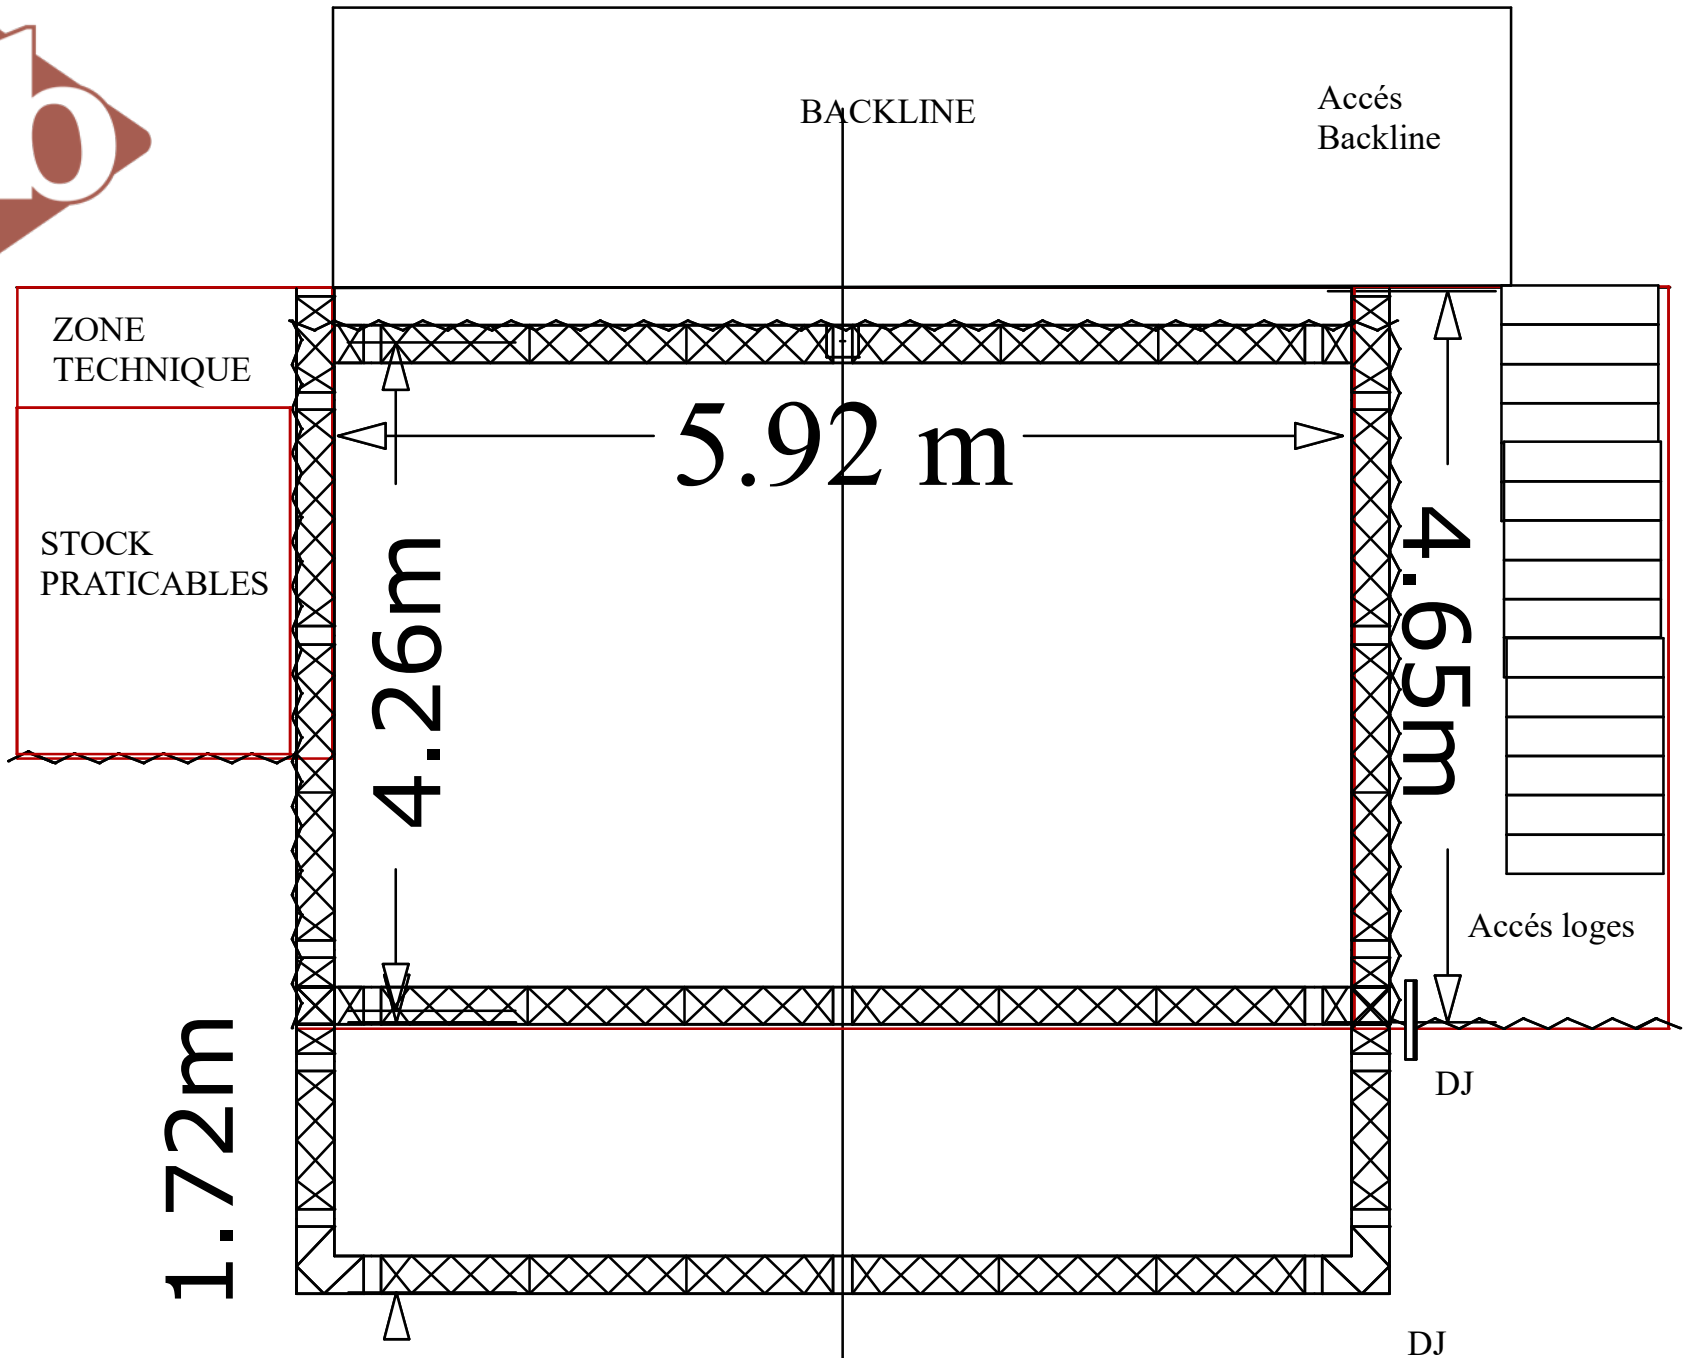 b
BACKLINE
Accés
Backline
ZONE
TECHNIQUE
5.92 m
STOCK
PRATICABLES
4.26m
4.65m
Accés loges
1.72m
DJ
DJ